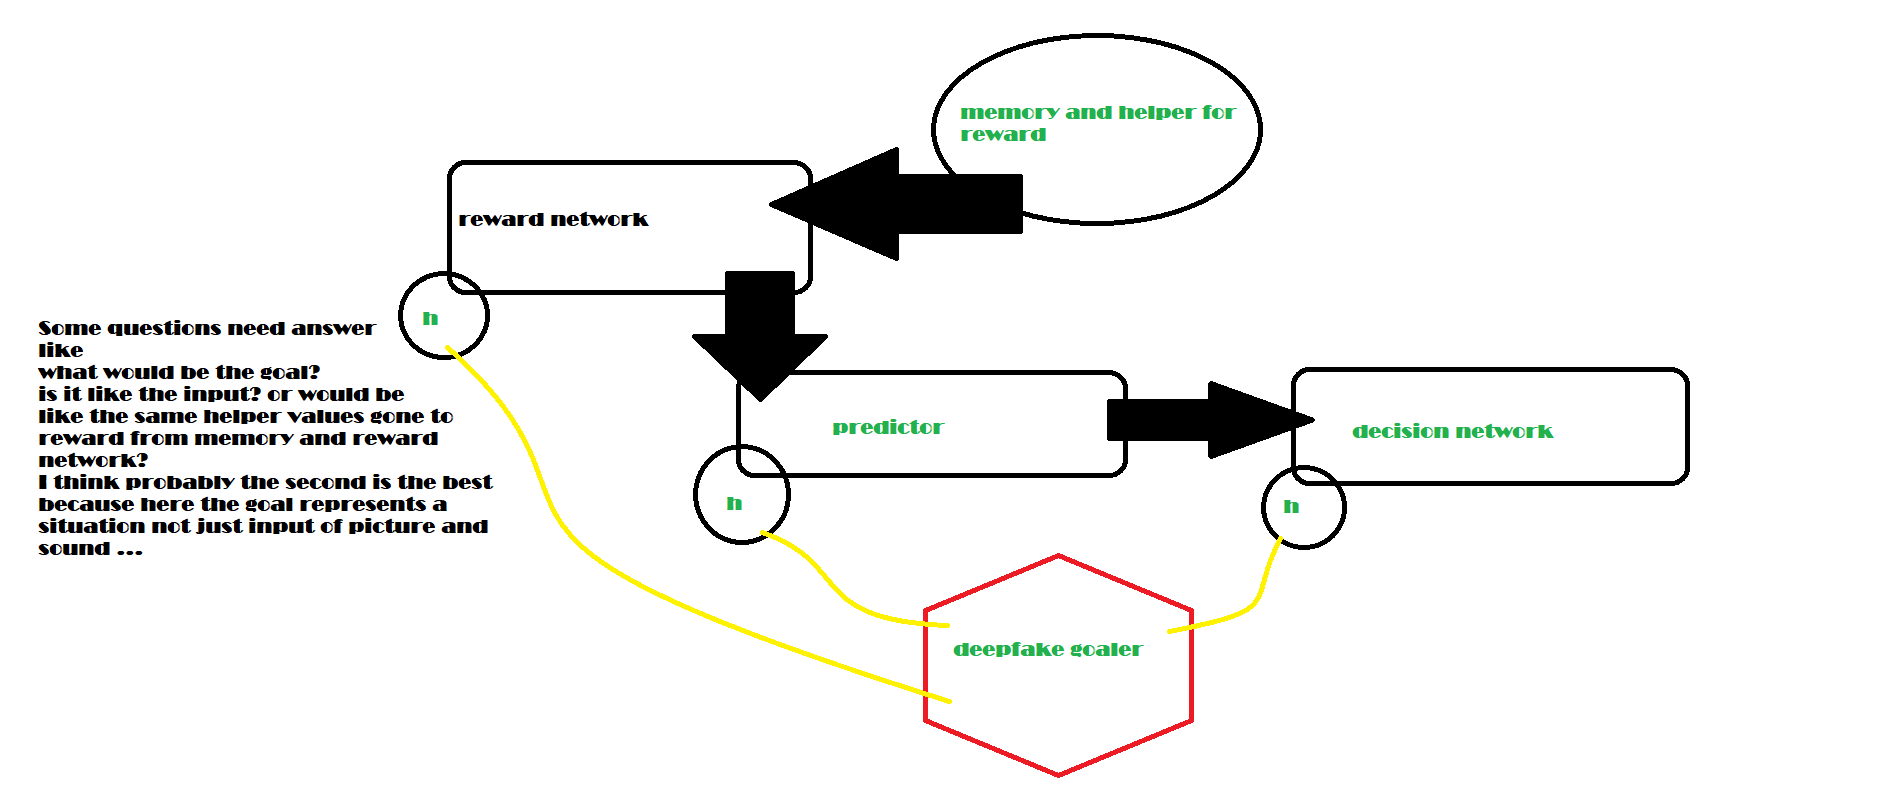 memory and helper for
reward
reward network
h
Some questions need answer
like
what would be the goal?
is it like the input? or would be
like the same helper values gone to
reward from memory and reward
network?
I think probably the second is the best
because here the goal represents a
situation not just input of picture and
sound ...
predictor
decision network
h
h
deepfake goaler